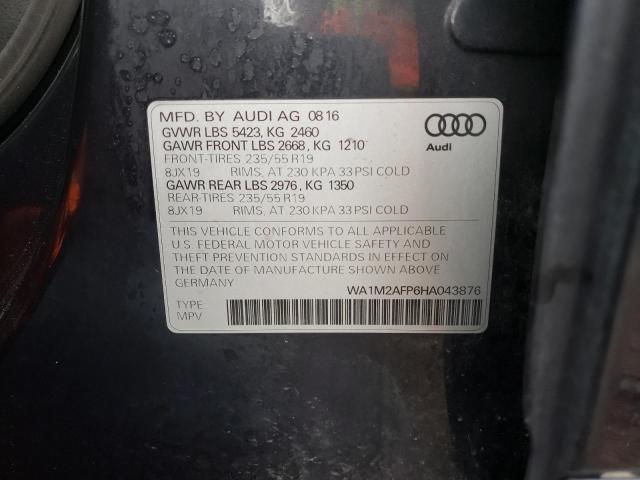 MFD. BY AUDI AG 0816
GVWR LBS 5423, KG 2460
GAWR FRONT LBS 2668, KG 1210
FRONT-TIRES 235/55 R19
8JX19 RIMS, AT 230 KPA 33 PSI COLD
GAWR REAR LBS 2976, KG 1350
REAR-TIRES 235/55 R19
8JX19 RIMS, AT 230 KPA 33 PSI COLD
Audi
THIS VEHICLE CONFORMS TO ALL APPLICABLE
U.S. FEDERAL MOTOR VEHICLE SAFETY AND
THEFT PREVENTION STANDARDS IN EFFECT ON
THE DATE OF MANUFACTURE SHOWN ABOVE
GERMANY
WA1M2AFP6HA043876
TYPE
MPV